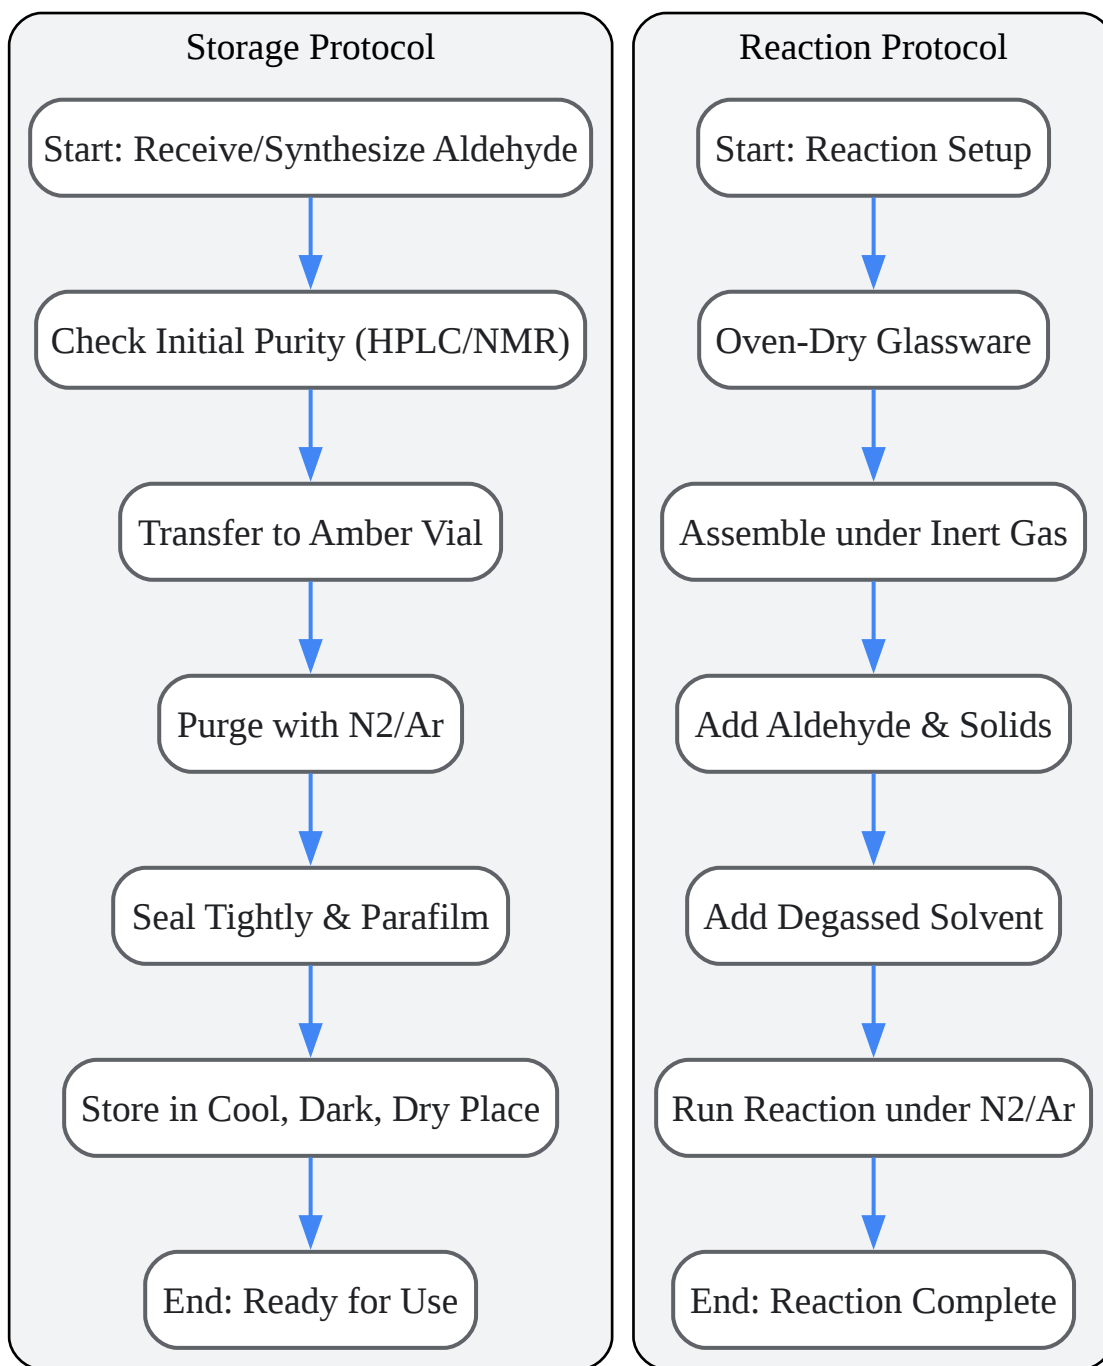 Storage Protocol
Start: Receive/Synthesize Aldehyde
Check Initial Purity (HPLC/NMR)
Transfer to Amber Vial
Purge with N2/Ar
Seal Tightly & Parafilm
Store in Cool, Dark, Dry Place
End: Ready for Use
Reaction Protocol
Start: Reaction Setup
Oven-Dry Glassware
Assemble under Inert Gas
Add Aldehyde & Solids
Add Degassed Solvent
Run Reaction under N2/Ar
End: Reaction Complete